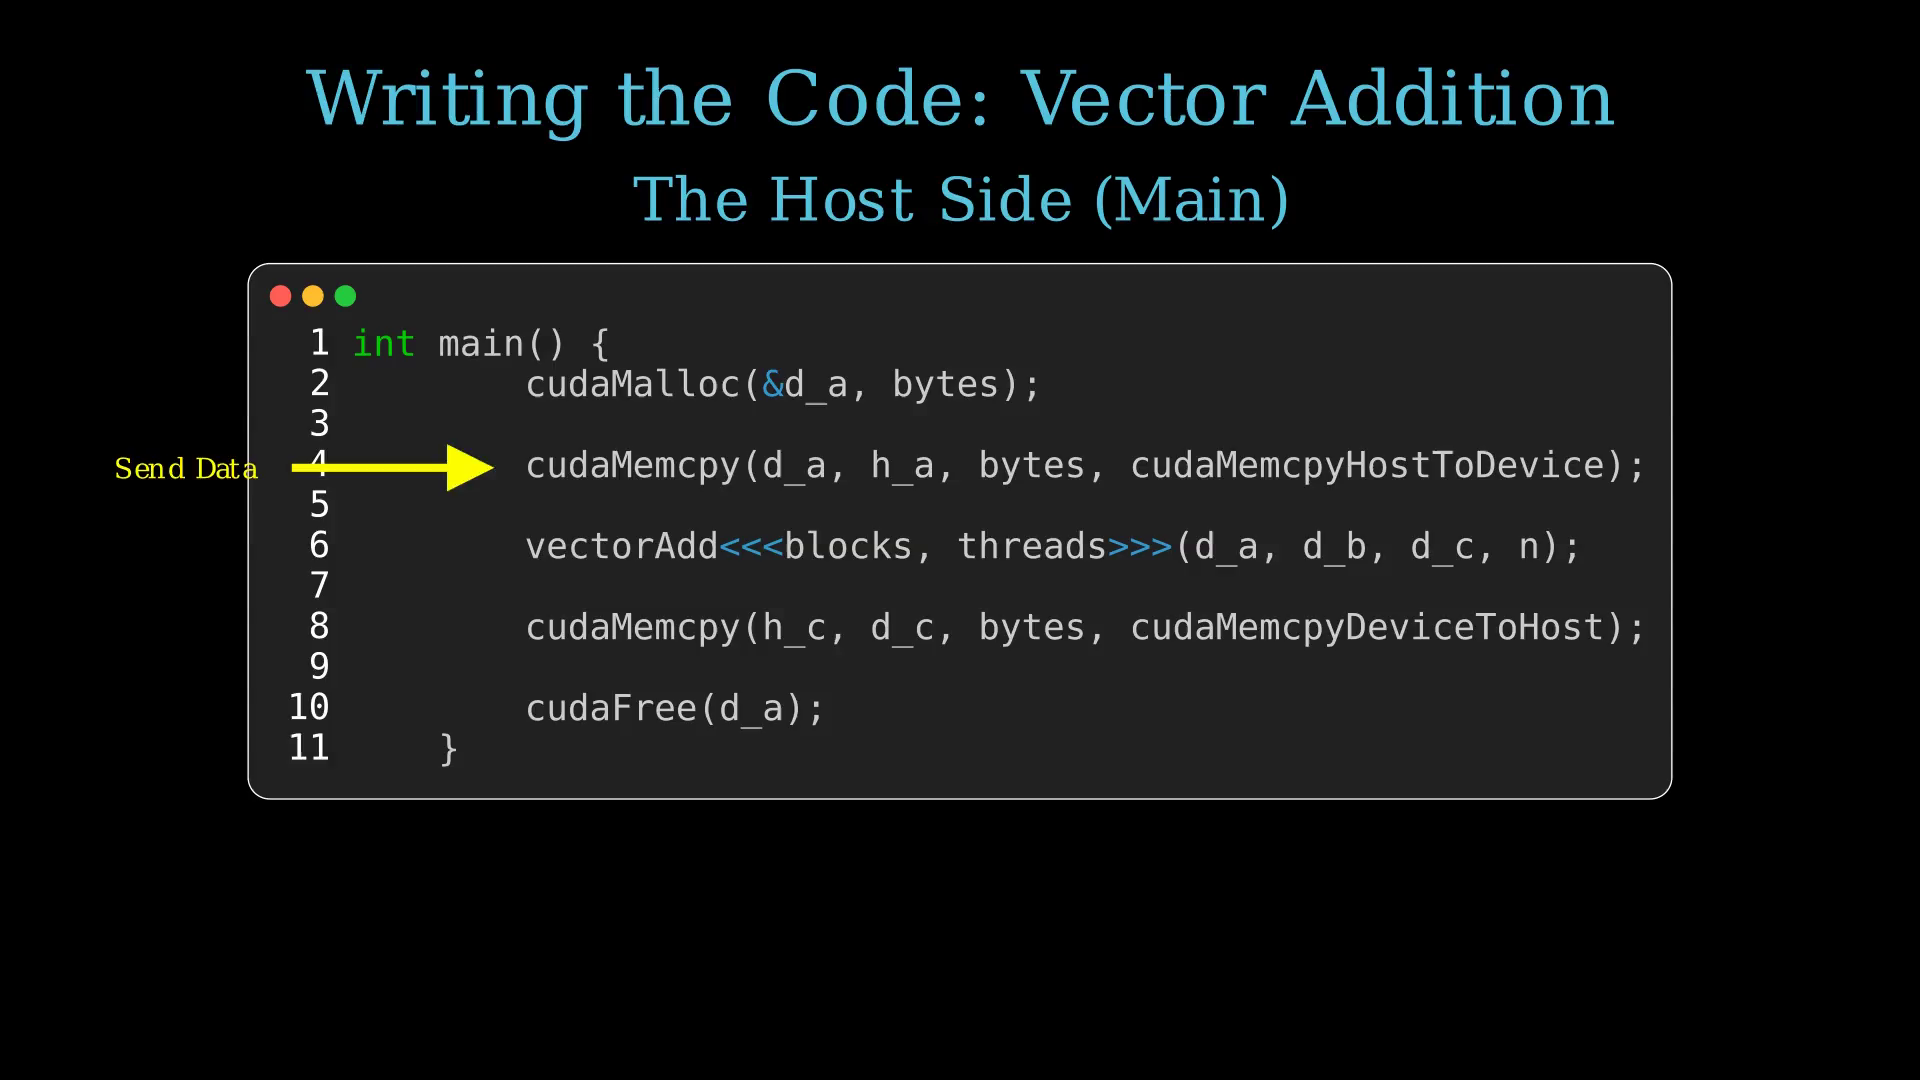 Writing the Code: Vector Addition
The Host Side (Main)
1 int main() {
2 cudaMalloc(&d_a, bytes);
3
Send Data 4 cudaMemcpy(d_a, h_a, bytes, cudaMemcpyHostToDevice);
5
6 vectorAdd<<<blocks, threads>>>(d_a, d_b, d_c, n);
7
8 cudaMemcpy(h_c, d_c, bytes, cudaMemcpyDeviceToHost);
9
10 cudaFree(d_a);
11 }